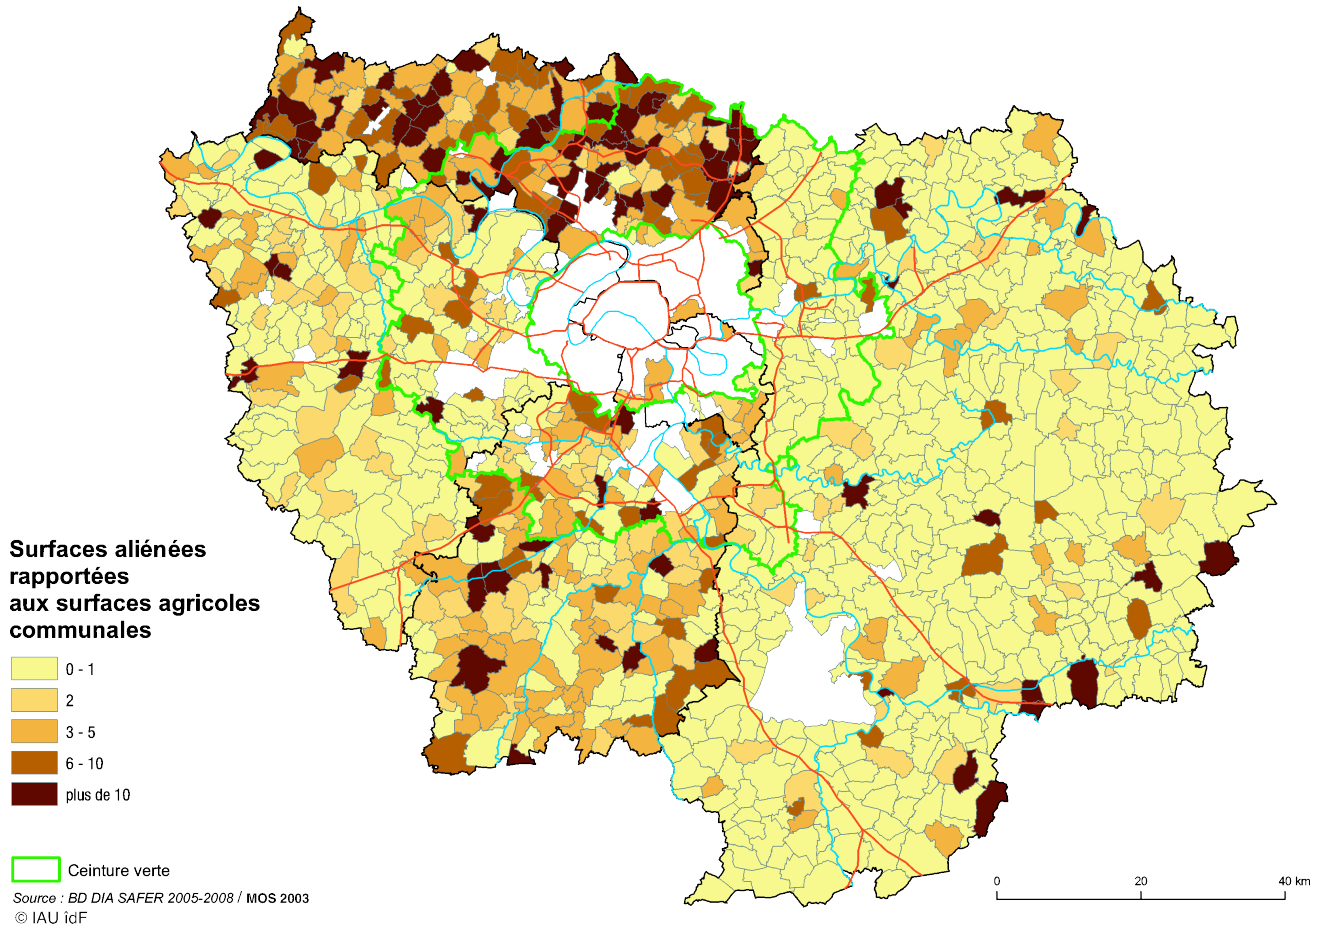 Surfaces aliénées
rapportées
aux surfaces agricoles
communales
0 - 1
2
3 - 5
6 - 10
plus de 10
Ceinture verte
Source : BD DIA SAFER 2005-2008 / MOS 2003
© IAU îdF
0 20 40 km